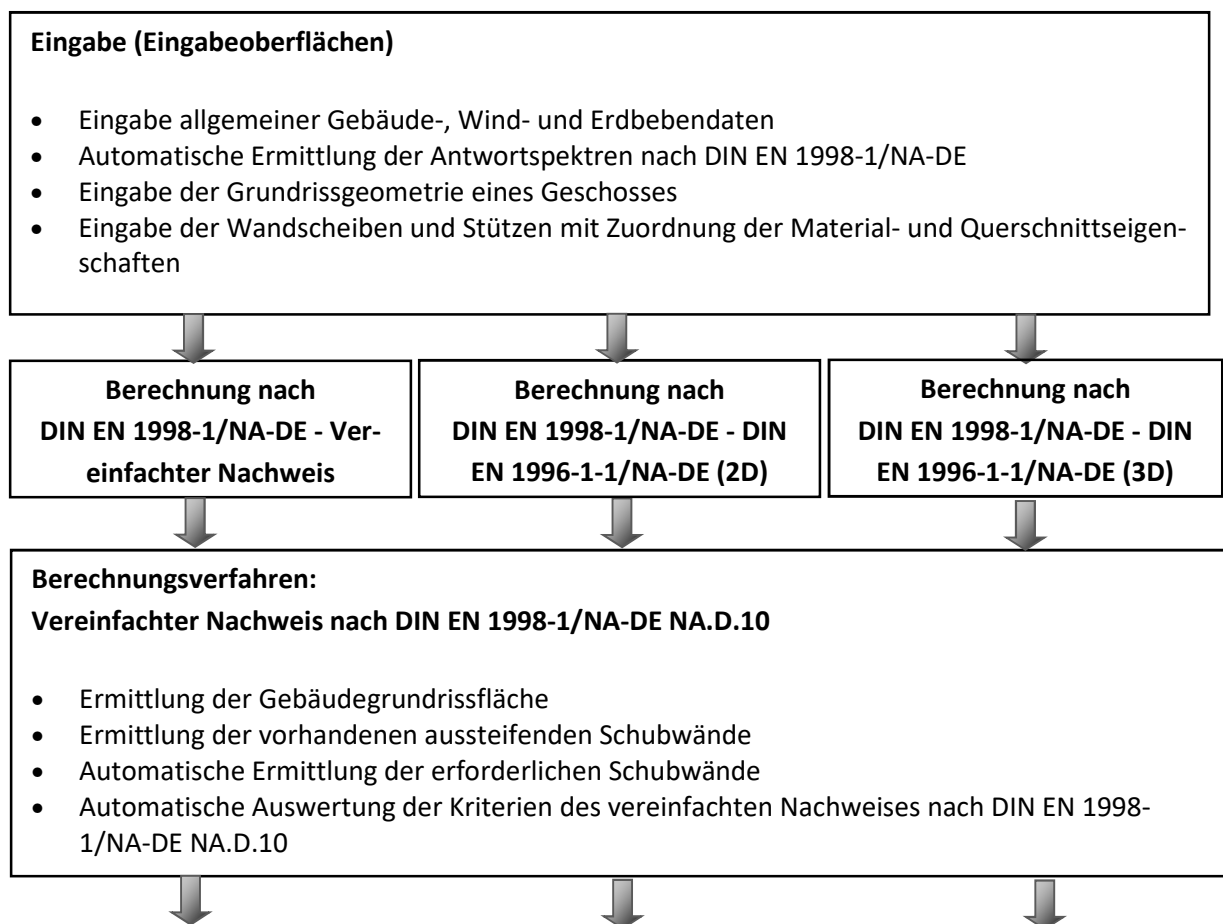 Eingabe (Eingabeoberflächen)
• Eingabe allgemeiner Gebäude-, Wind- und Erdbebendaten
• Automatische Ermittlung der Antwortspektren nach DIN EN 1998-1/NA-DE
• Eingabe der Grundrissgeometrie eines Geschosses
• Eingabe der Wandscheiben und Stützen mit Zuordnung der Material- und Querschnittseigen-
schaften
Berechnung nach
DIN EN 1998-1/NA-DE - Ver-
einfachter Nachweis
Berechnung nach
DIN EN 1998-1/NA-DE - DIN
EN 1996-1-1/NA-DE (2D)
Berechnung nach
DIN EN 1998-1/NA-DE - DIN
EN 1996-1-1/NA-DE (3D)
Berechnungsverfahren:
Vereinfachter Nachweis nach DIN EN 1998-1/NA-DE NA.D.10
• Ermittlung der Gebäudegrundrissfläche
• Ermittlung der vorhandenen aussteifenden Schubwände
• Automatische Ermittlung der erforderlichen Schubwände
• Automatische Auswertung der Kriterien des vereinfachten Nachweises nach DIN EN 1998-
1/NA-DE NA.D.10